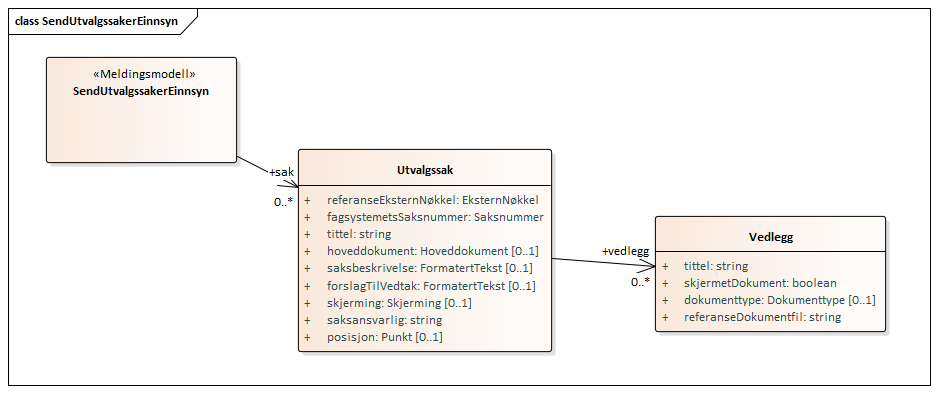 class SendUtvalgssakerEinnsyn
«Meldingsmodell»
SendUtvalgssakerEinnsyn
+sak
0..*
Utvalgssak
+ referanseEksternNøkkel: EksternNøkkel
+ fagsystemetsSaksnummer: Saksnummer
+ tittel: string
+ hoveddokument: Hoveddokument [0..1]
+ saksbeskrivelse: FormatertTekst [0..1]
+ forslagTilVedtak: FormatertTekst [0..1]
+ skjerming: Skjerming [0..1]
+ saksansvarlig: string
+ posisjon: Punkt [0..1]
+vedlegg
0..*
Vedlegg
+ tittel: string
+ skjermetDokument: boolean
+ dokumenttype: Dokumenttype [0..1]
+ referanseDokumentfil: string